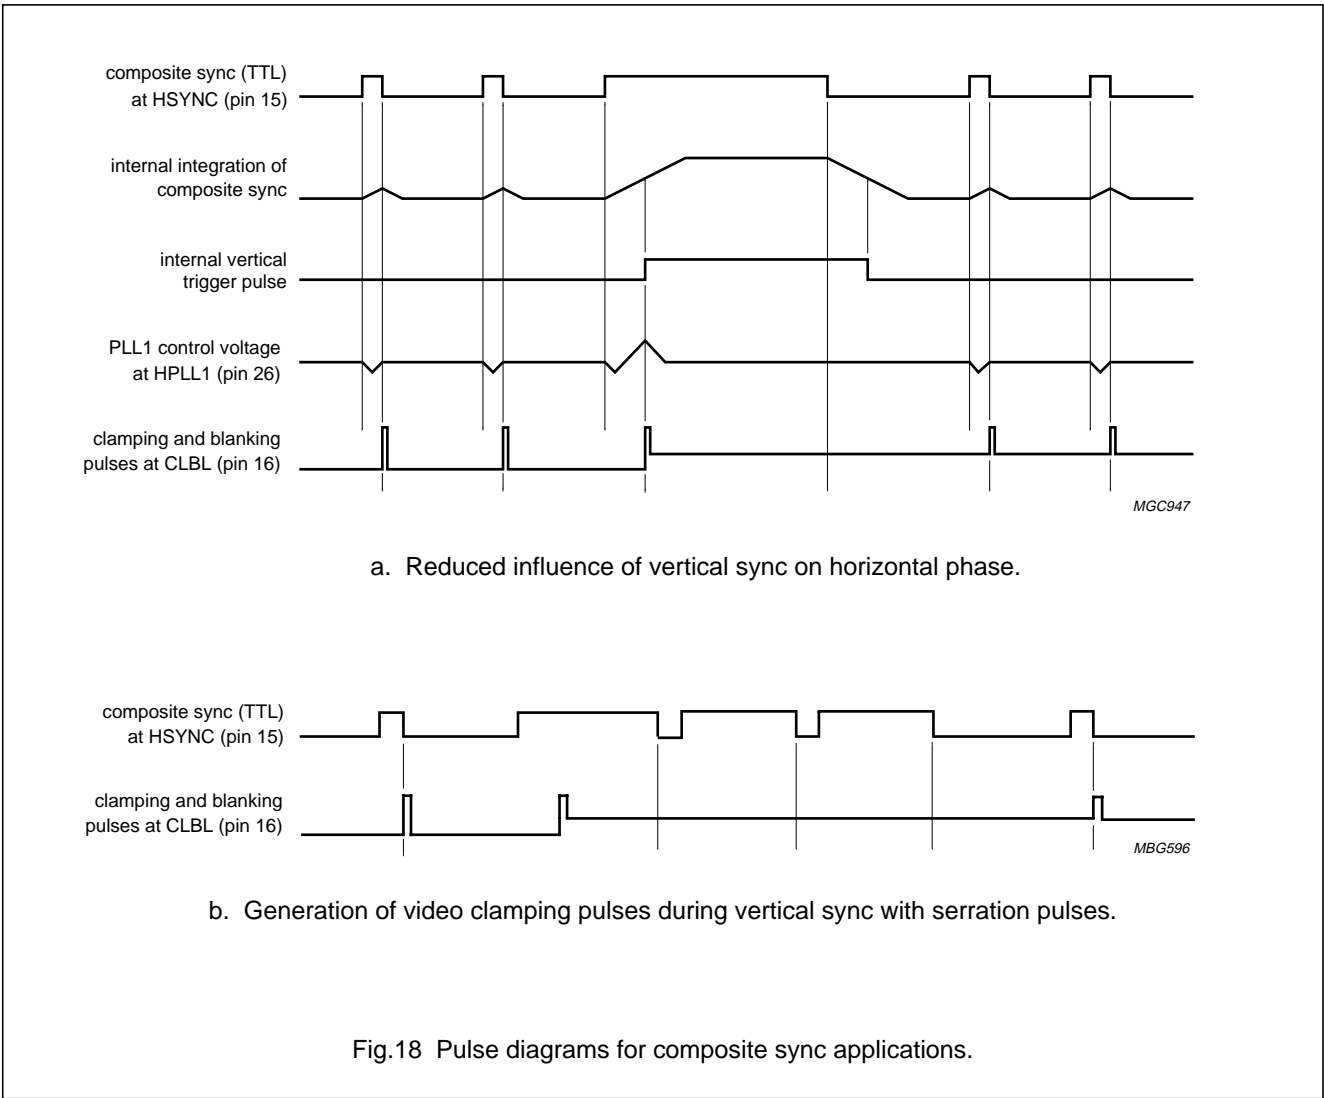 composite sync (TTL)
at HSYNC (pin 15)
internal integration of
composite sync
internal vertical
trigger pulse
PLL1 control voltage
at HPLL1 (pin 26)
clamping and blanking
pulses at CLBL (pin 16)
MGC947
a. Reduced influence of vertical sync on horizontal phase.
composite sync (TTL)
at HSYNC (pin 15)
clamping and blanking
pulses at CLBL (pin 16)
MBG596
b. Generation of video clamping pulses during vertical sync with serration pulses.
Fig.18 Pulse diagrams for composite sync applications.